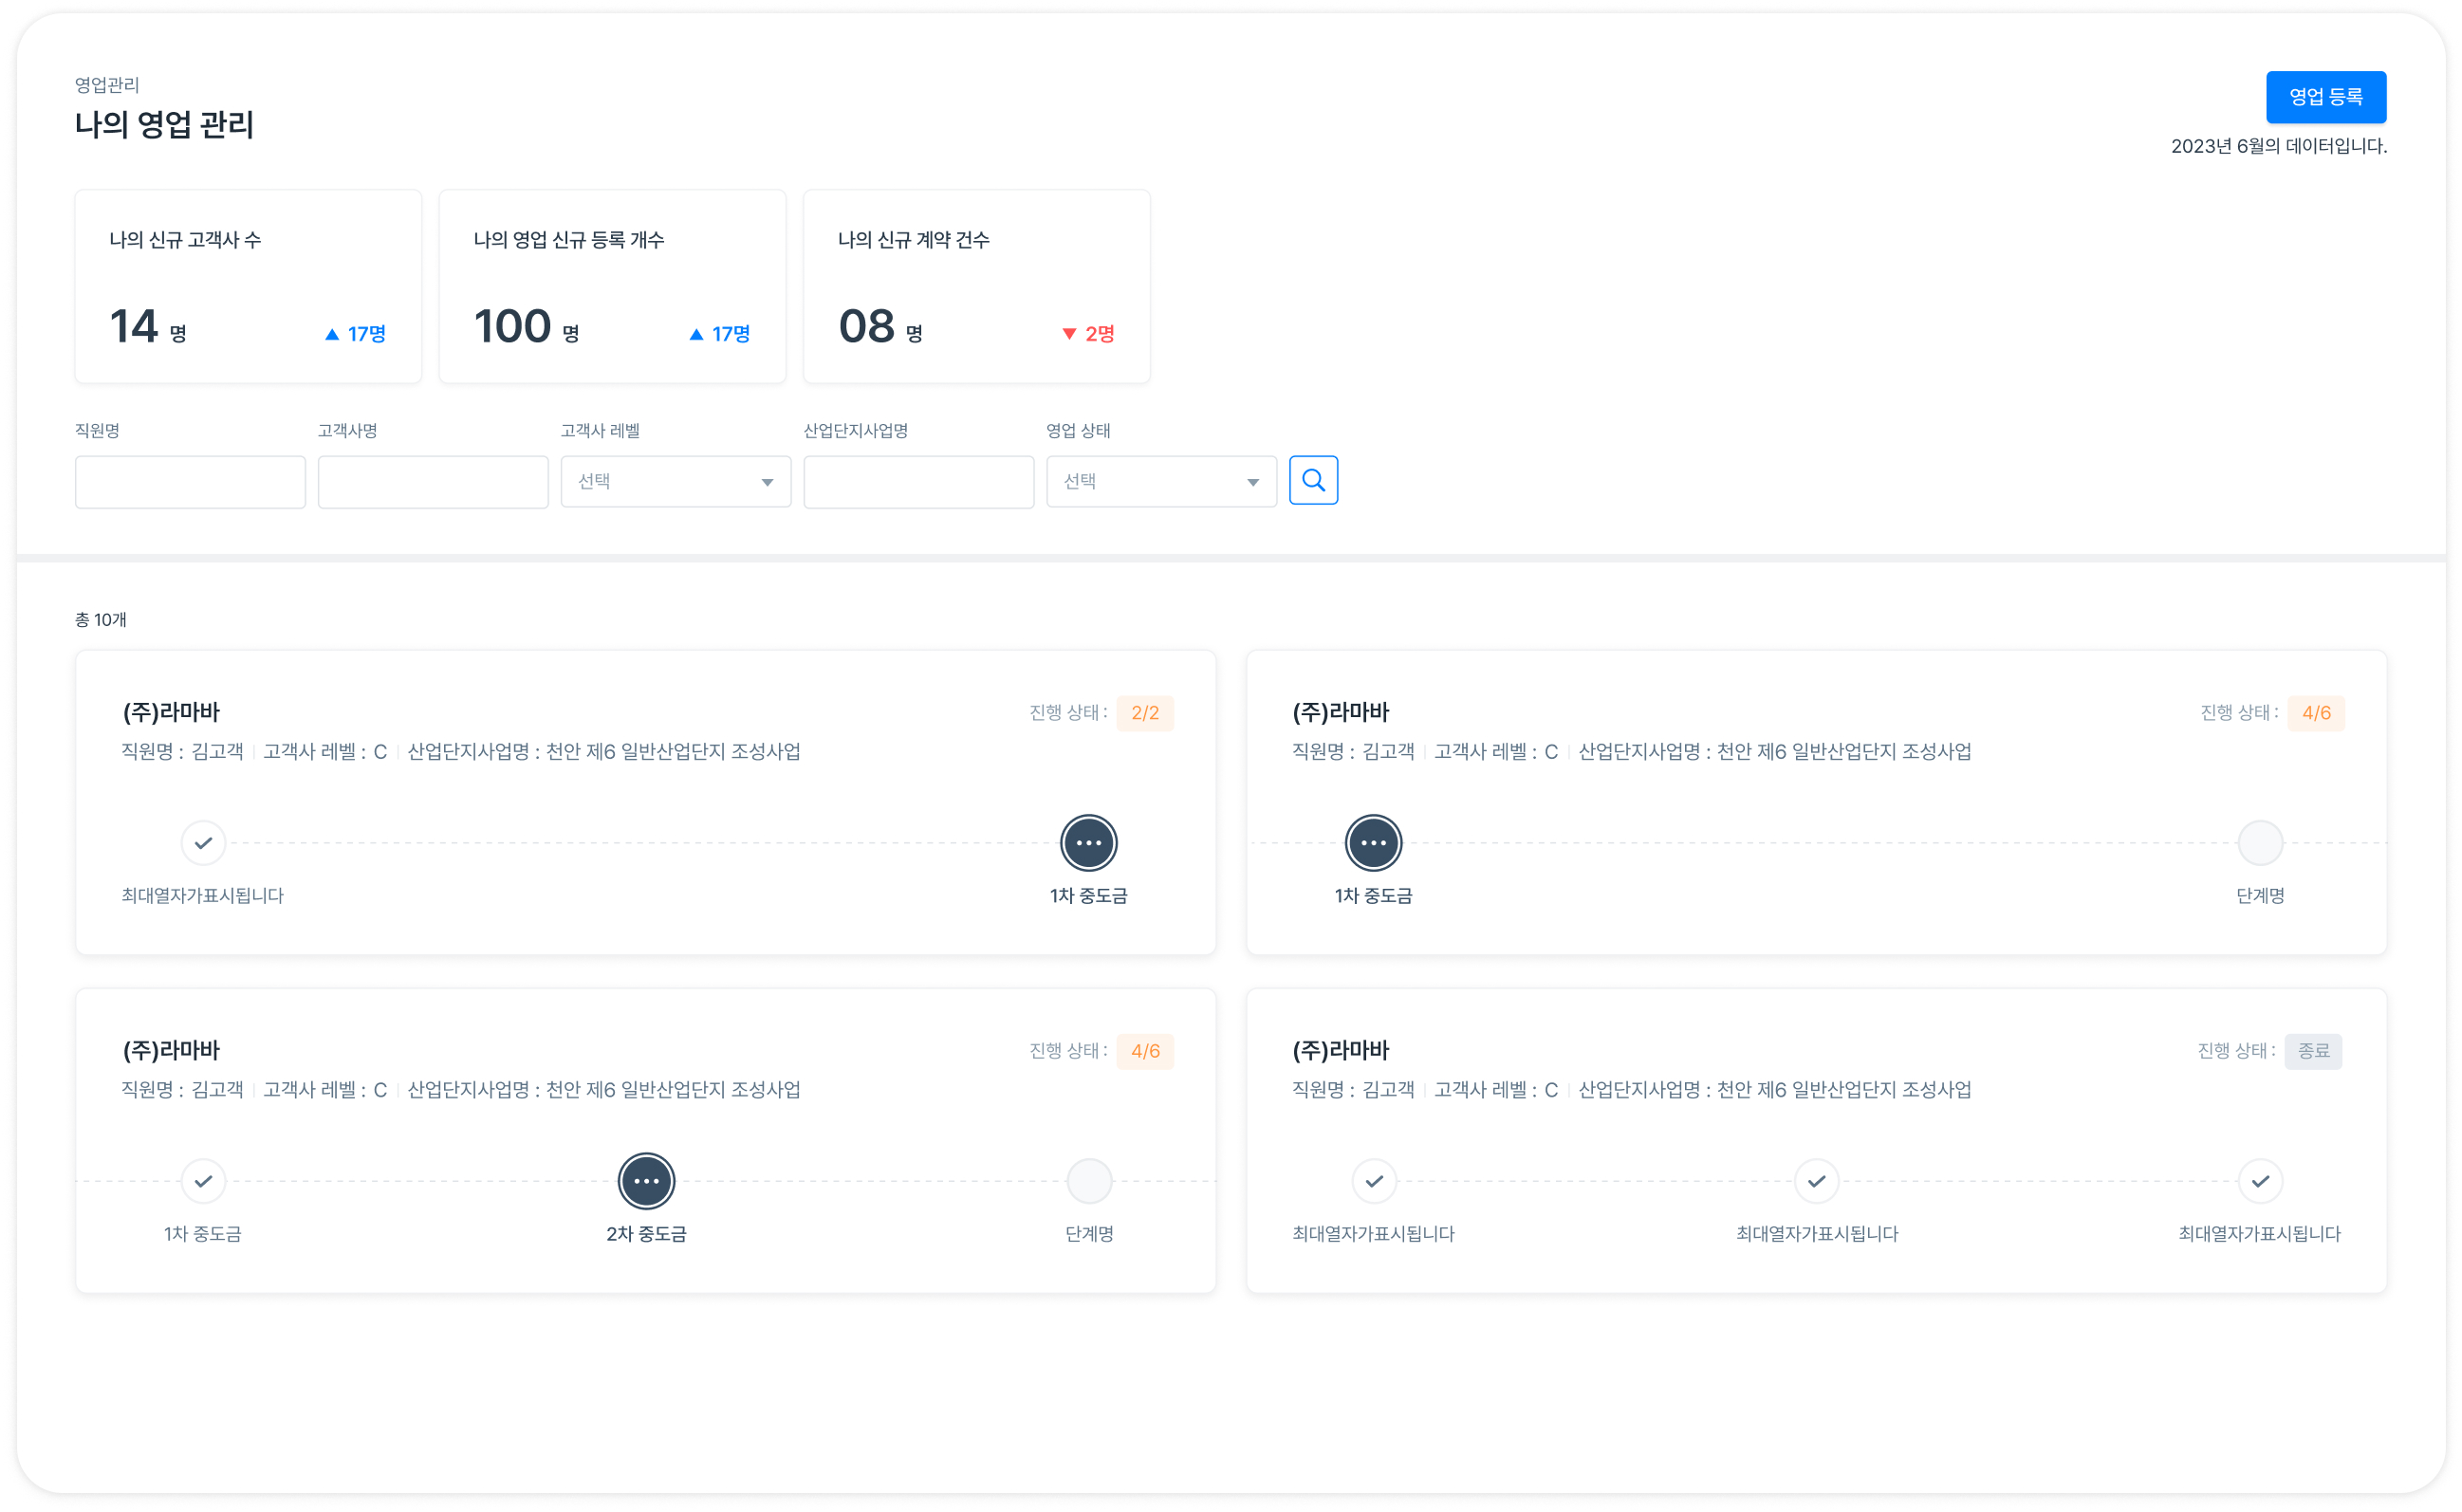 영업관리
나의 영업 관리
영업 등록
2023년 6월의 데이터입니다.
나의 신규 고객사 수
14 명 ▲ 17명
나의 영업 신규 등록 개수
100 명 ▲ 17명
나의 신규 계약 건수
08 명 ▼ 2명
직원명
고객사명
고객사 레벨
선택
산업단지사업명
영업 상태
선택
총 10개
(주)라마바
진행 상태 : 2/2
직원명 : 김고객 | 고객사 레벨 : C | 산업단지사업명 : 천안 제6 일반산업단지 조성사업
최대열자가표시됩니다
1차 중도금
(주)라마바
진행 상태 : 4/6
직원명 : 김고객 | 고객사 레벨 : C | 산업단지사업명 : 천안 제6 일반산업단지 조성사업
1차 중도금
단계명
(주)라마바
진행 상태 : 4/6
직원명 : 김고객 | 고객사 레벨 : C | 산업단지사업명 : 천안 제6 일반산업단지 조성사업
1차 중도금
2차 중도금
단계명
(주)라마바
진행 상태 : 종료
직원명 : 김고객 | 고객사 레벨 : C | 산업단지사업명 : 천안 제6 일반산업단지 조성사업
최대열자가표시됩니다
최대열자가표시됩니다
최대열자가표시됩니다